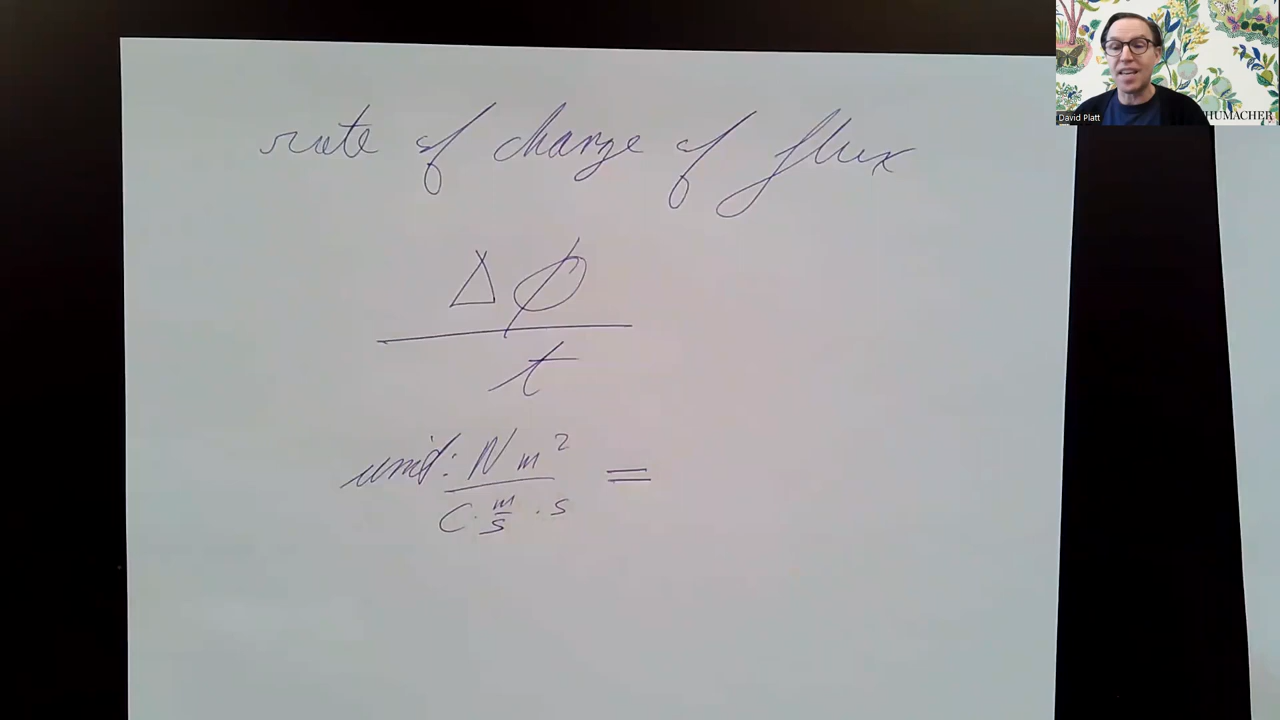 rate of change of flux
Δϕ
t
unit: N m²
C · m/s · s
=
David Platt
HUMACHER